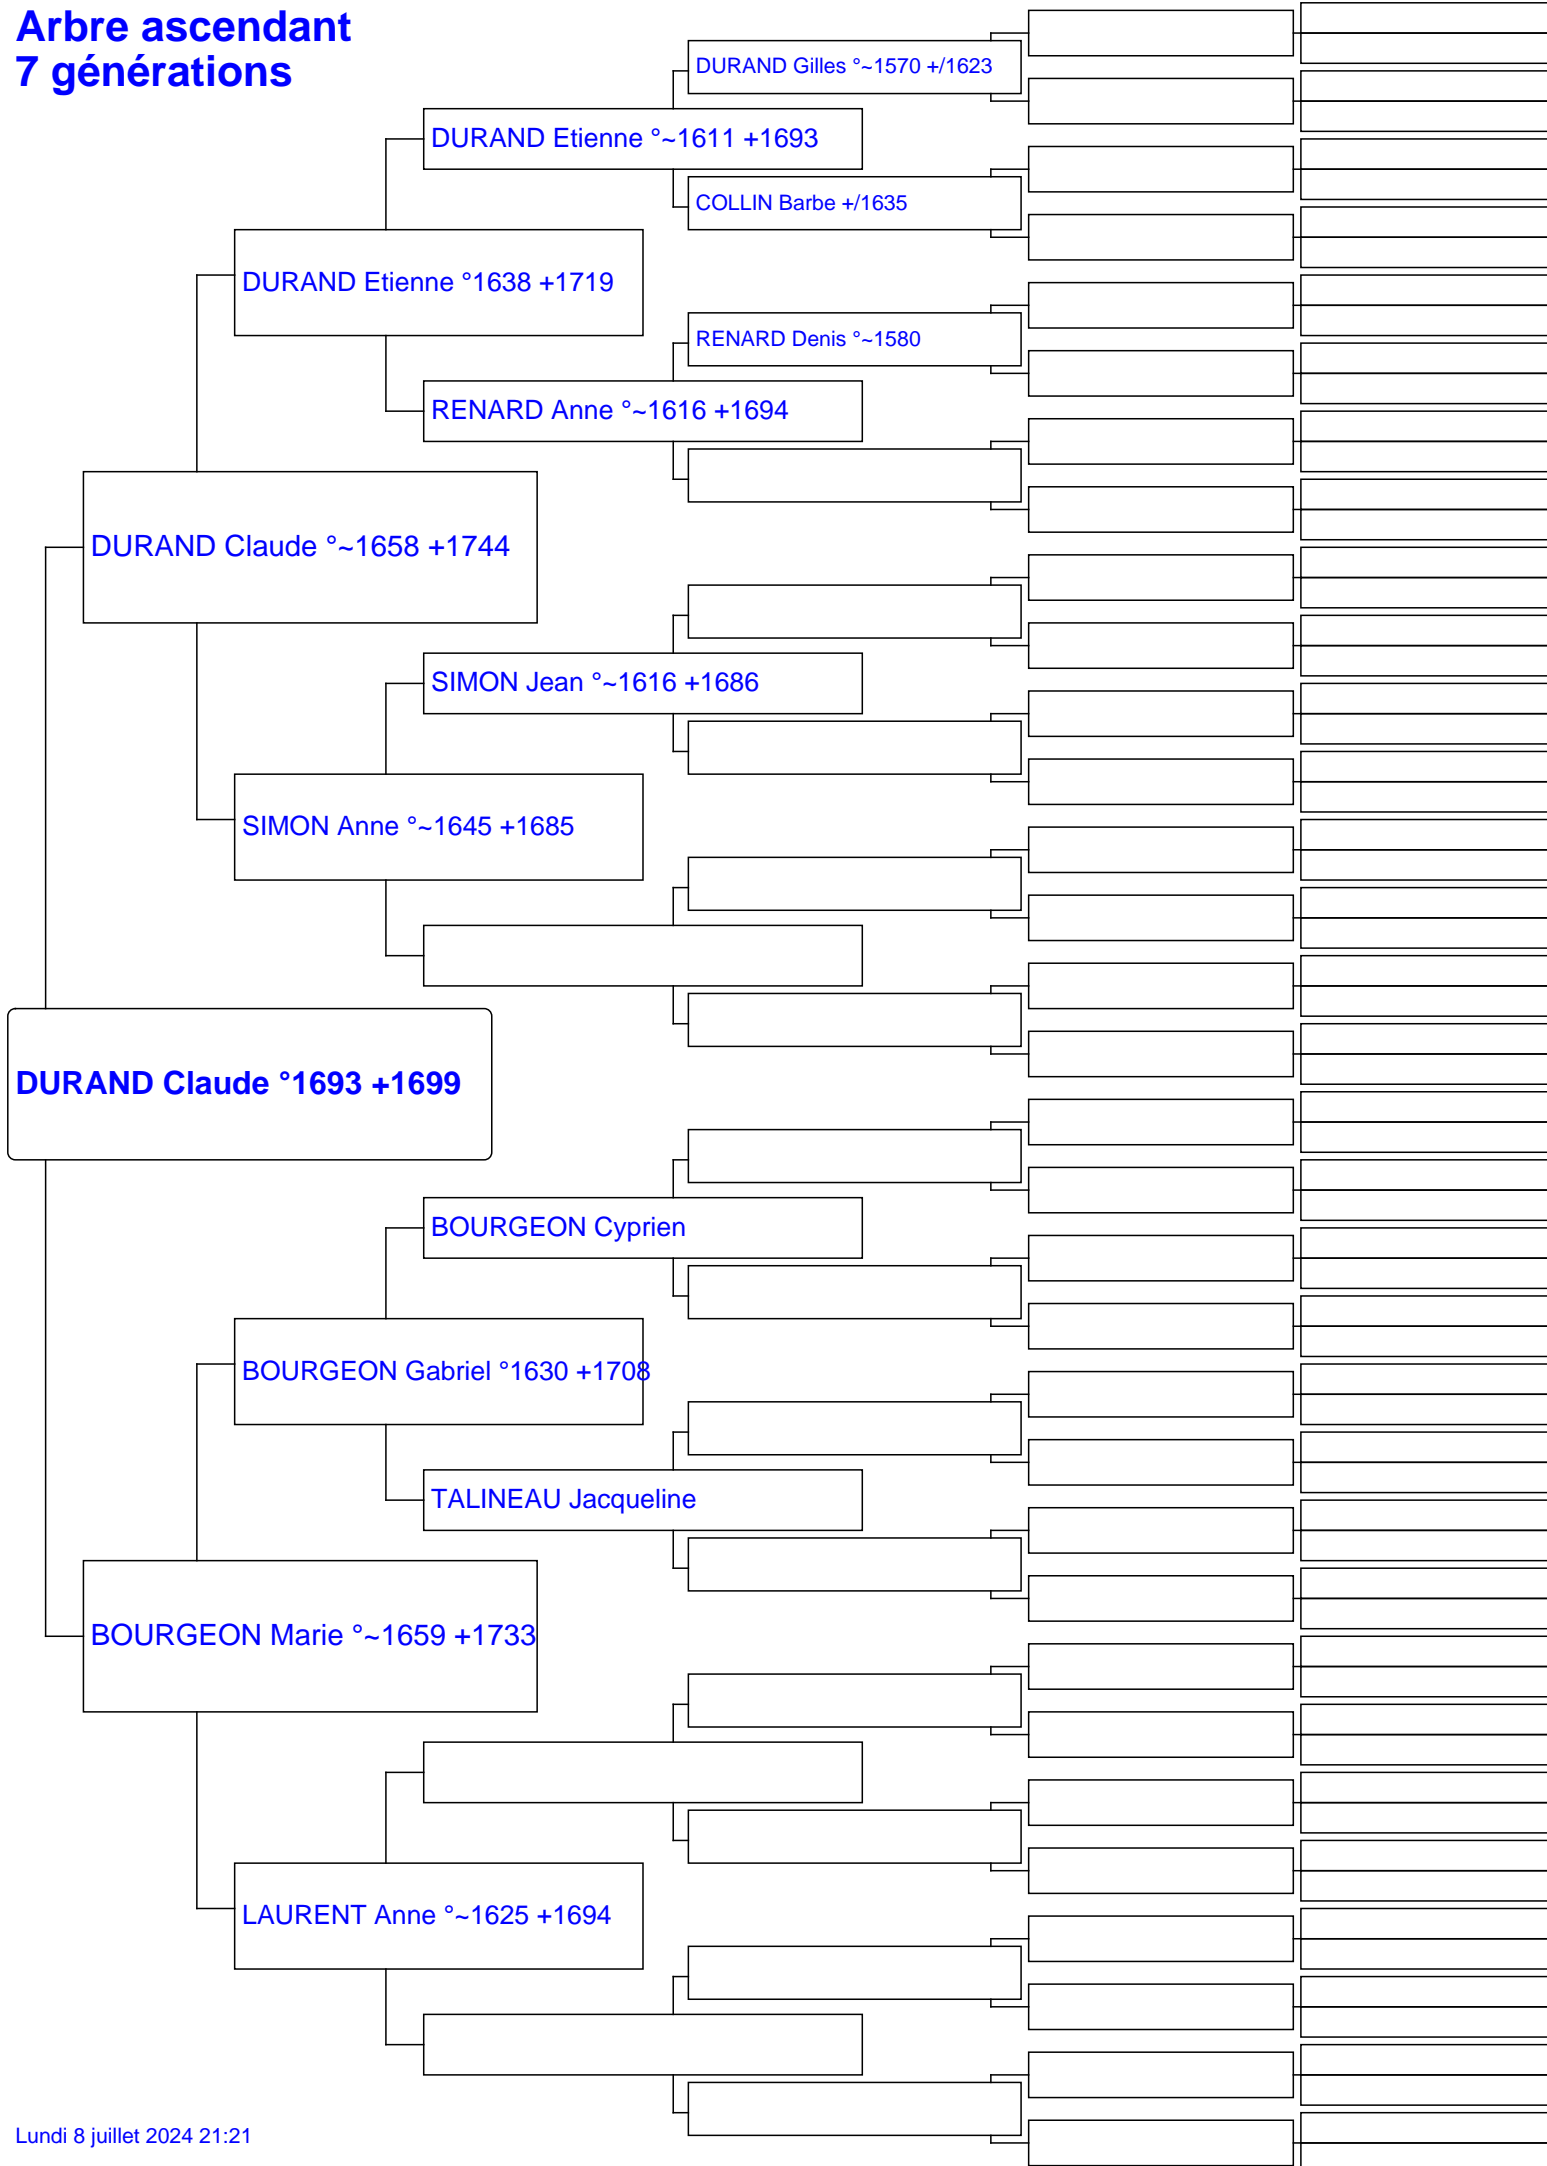 Arbre ascendant
7 générations
DURAND Gilles °~1570 +/1623
DURAND Etienne °~1611 +1693
COLLIN Barbe +/1635
DURAND Etienne °1638 +1719
RENARD Denis °~1580
RENARD Anne °~1616 +1694
DURAND Claude °~1658 +1744
SIMON Jean °~1616 +1686
SIMON Anne °~1645 +1685
DURAND Claude °1693 +1699
BOURGEON Cyprien
BOURGEON Gabriel °1630 +1708
TALINEAU Jacqueline
BOURGEON Marie °~1659 +1733
LAURENT Anne °~1625 +1694
Lundi 8 juillet 2024 21:21